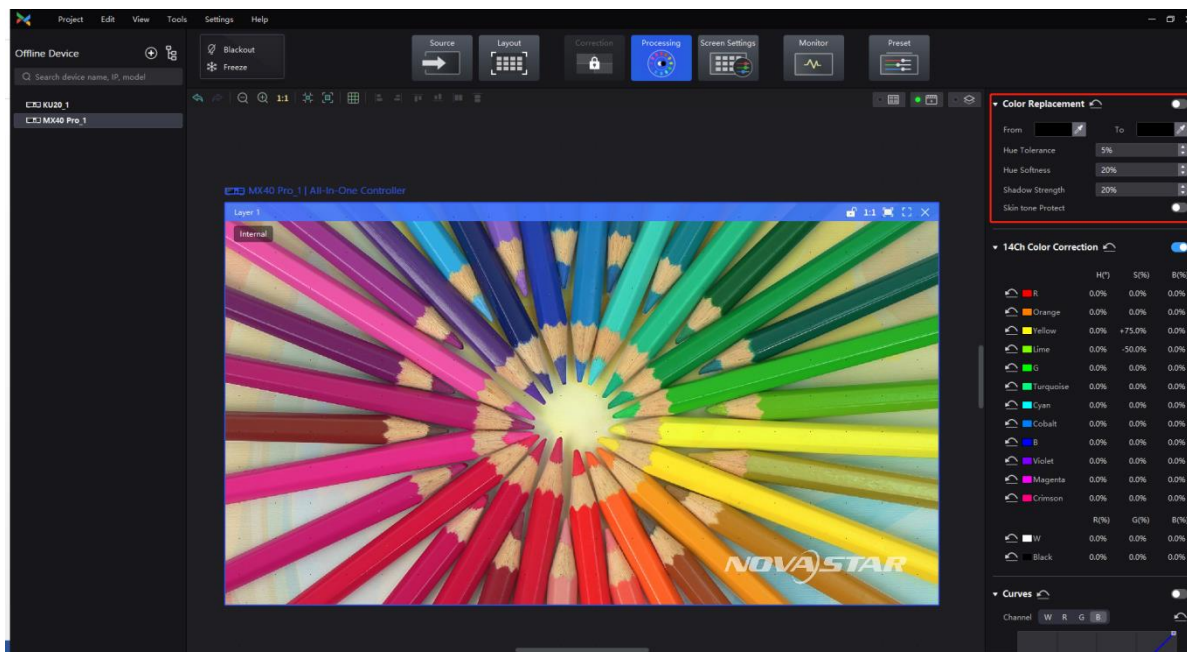 Project Edit View Tools Settings Help
Offline Device
Search device name, IP, model
KU20_1
MX40 Pro_1
Blackout
Freeze
Source Layout Correction Processing Screen Settings Monitor Preset
1:1
MX40 Pro_1 | All-In-One Controller
Layer 1 1:1
Internal
NOVASTAR
Color Replacement
From To
Hue Tolerance 5%
Hue Softness 20%
Shadow Strength 20%
Skin tone Protect
14Ch Color Correction
H(°) S(%) B(%)
R 0.0% 0.0% 0.0%
Orange 0.0% 0.0% 0.0%
Yellow 0.0% +75.0% 0.0%
Lime 0.0% -50.0% 0.0%
G 0.0% 0.0% 0.0%
Turquoise 0.0% 0.0% 0.0%
Cyan 0.0% 0.0% 0.0%
Cobalt 0.0% 0.0% 0.0%
B 0.0% 0.0% 0.0%
Violet 0.0% 0.0% 0.0%
Magenta 0.0% 0.0% 0.0%
Crimson 0.0% 0.0% 0.0%
R(%) G(%) B(%)
W 0.0% 0.0% 0.0%
Black 0.0% 0.0% 0.0%
Curves
Channel W R G B